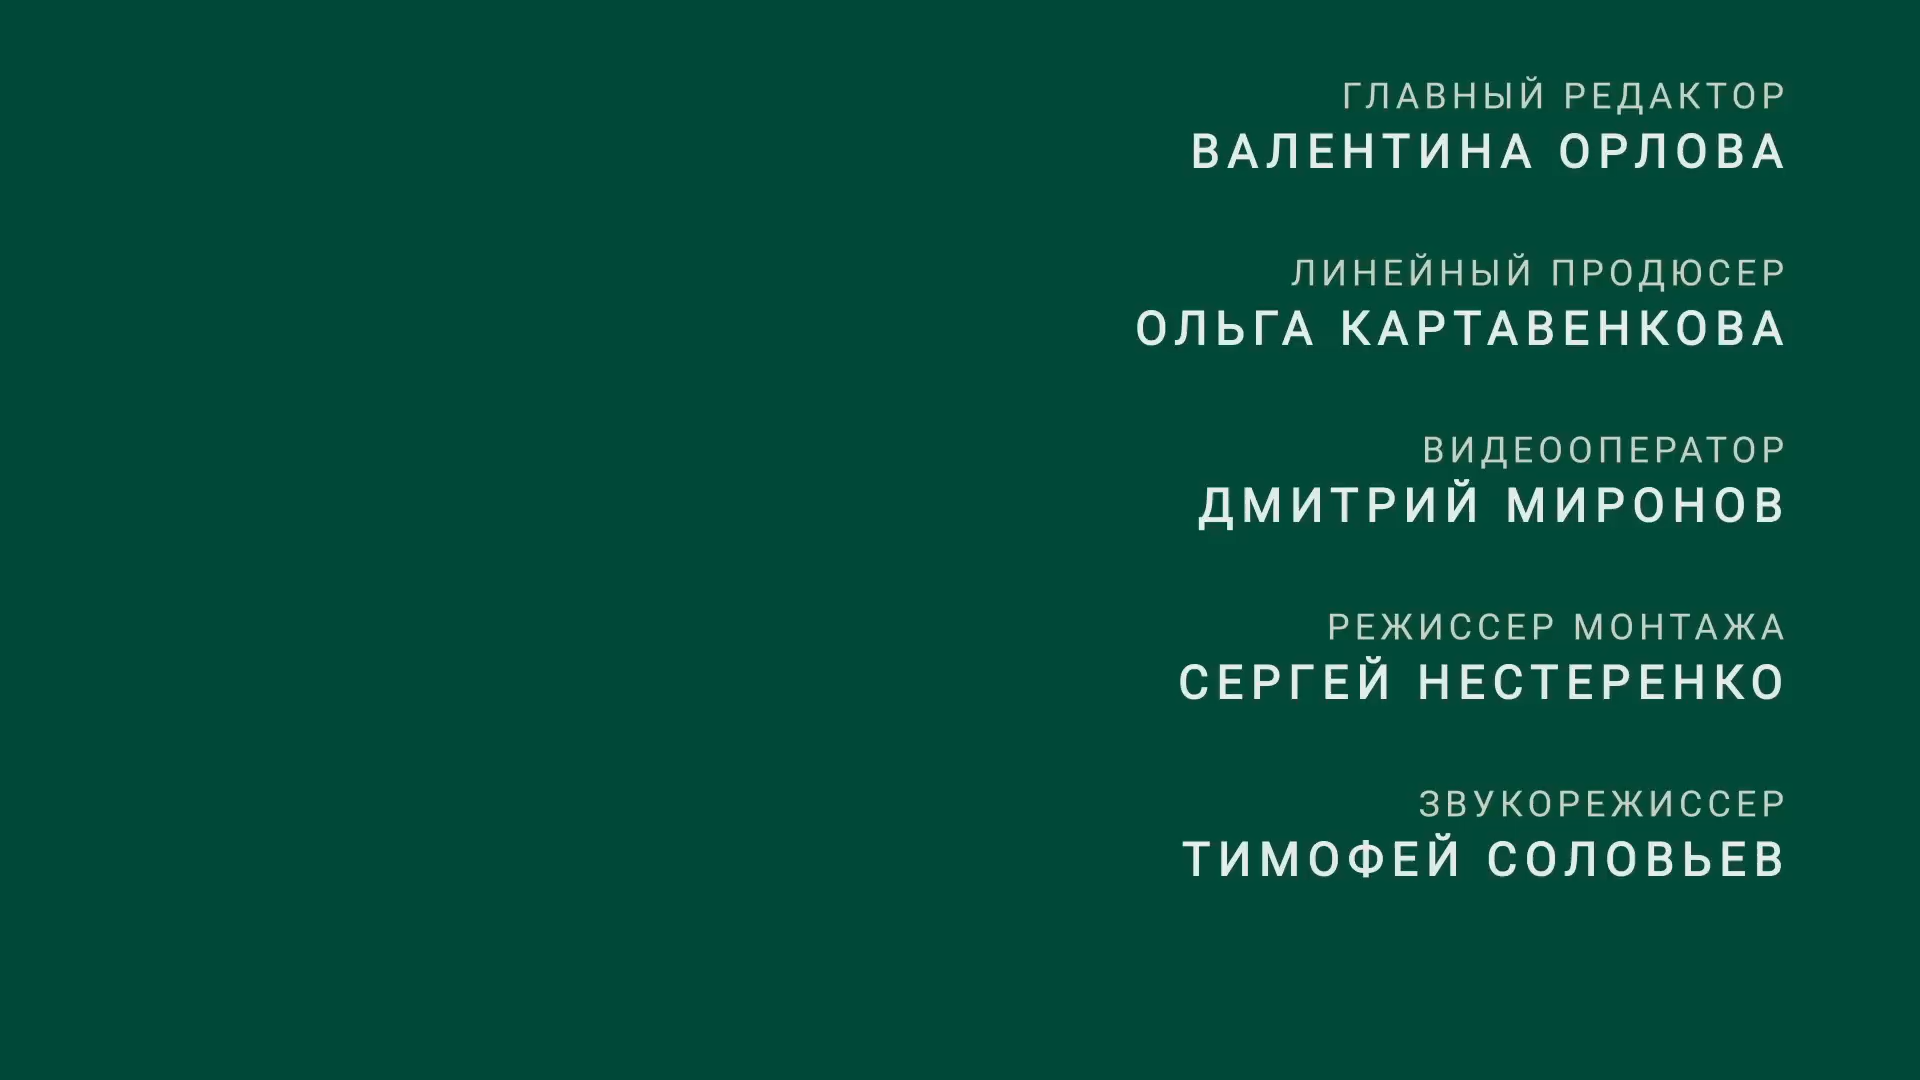 ГЛАВНЫЙ РЕДАКТОР
ВАЛЕНТИНА ОРЛОВА
ЛИНЕЙНЫЙ ПРОДЮСЕР
ОЛЬГА КАРТАВЕНКОВА
ВИДЕООПЕРАТОР
ДМИТРИЙ МИРОНОВ
РЕЖИССЕР МОНТАЖА
СЕРГЕЙ НЕСТЕРЕНКО
ЗВУКОРЕЖИССЕР
ТИМОФЕЙ СОЛОВЬЕВ